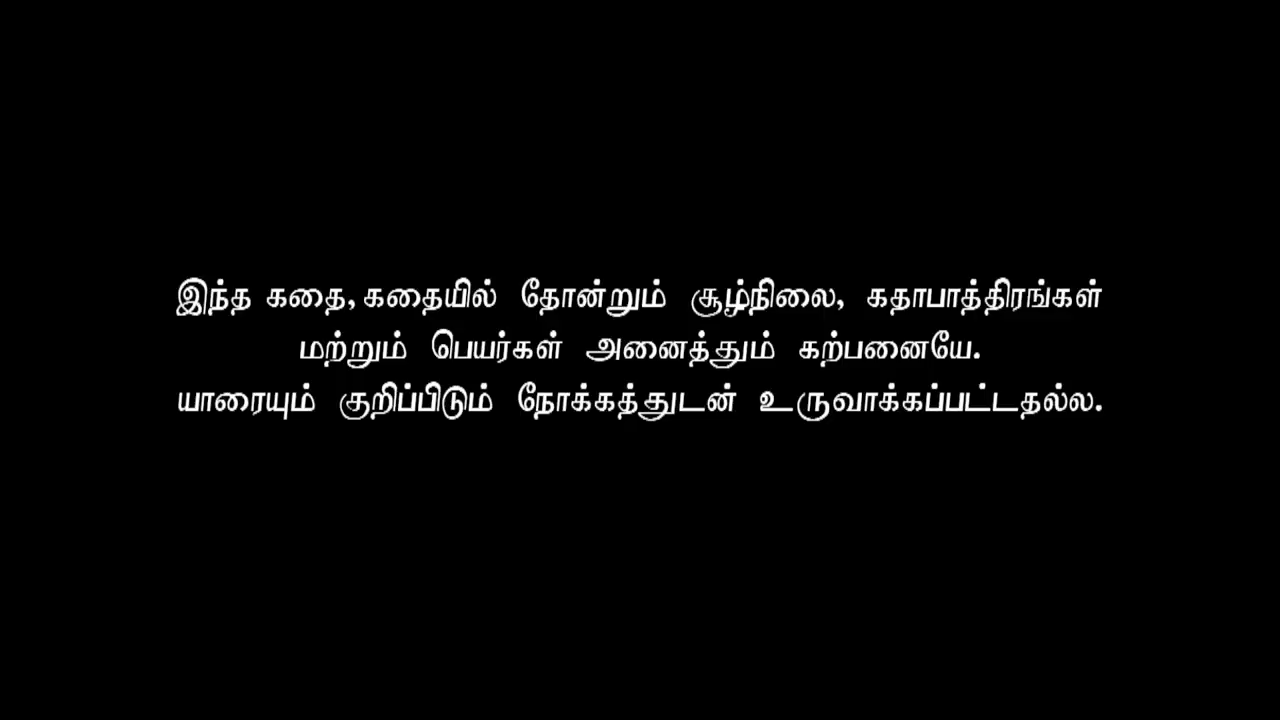 இந்த கதை, கதையில் தோன்றும் சூழ்நிலை, கதாபாத்திரங்கள்
மற்றும் பெயர்கள் அனைத்தும் கற்பனையே.
யாரையும் குறிப்பிடும் நோக்கத்துடன் உருவாக்கப்பட்டதல்ல.